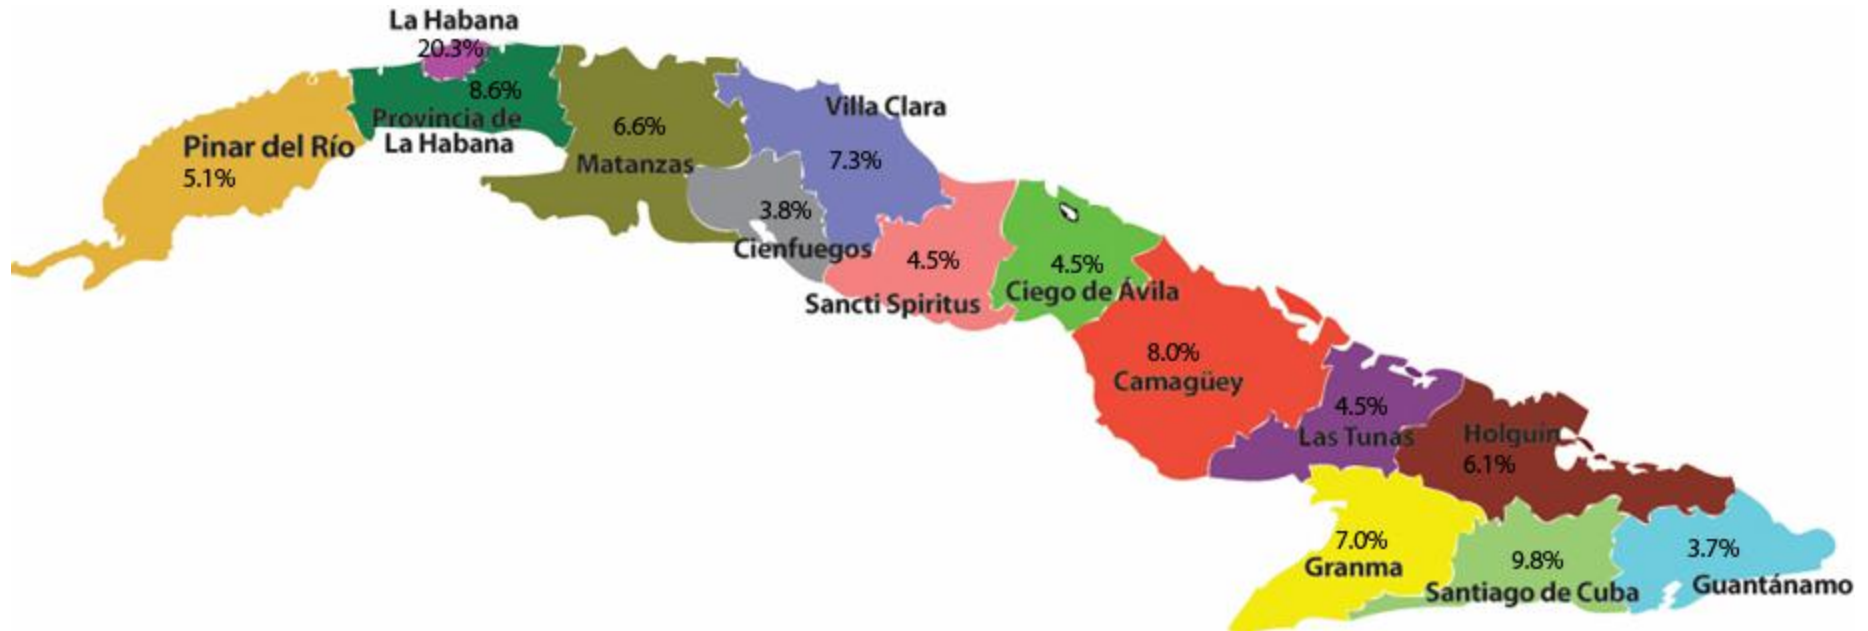 La Habana
20.3%
8.6%
Provincia de
La Habana
Pinar del Río
5.1%
6.6%
Matanzas
Villa Clara
7.3%
3.8%
Cienfuegos
4.5%
Sancti Spiritus
4.5%
Ciego de Ávila
8.0%
Camagüey
4.5%
Las Tunas
Holguín
6.1%
7.0%
Granma
9.8%
Santiago de Cuba
3.7%
Guantánamo